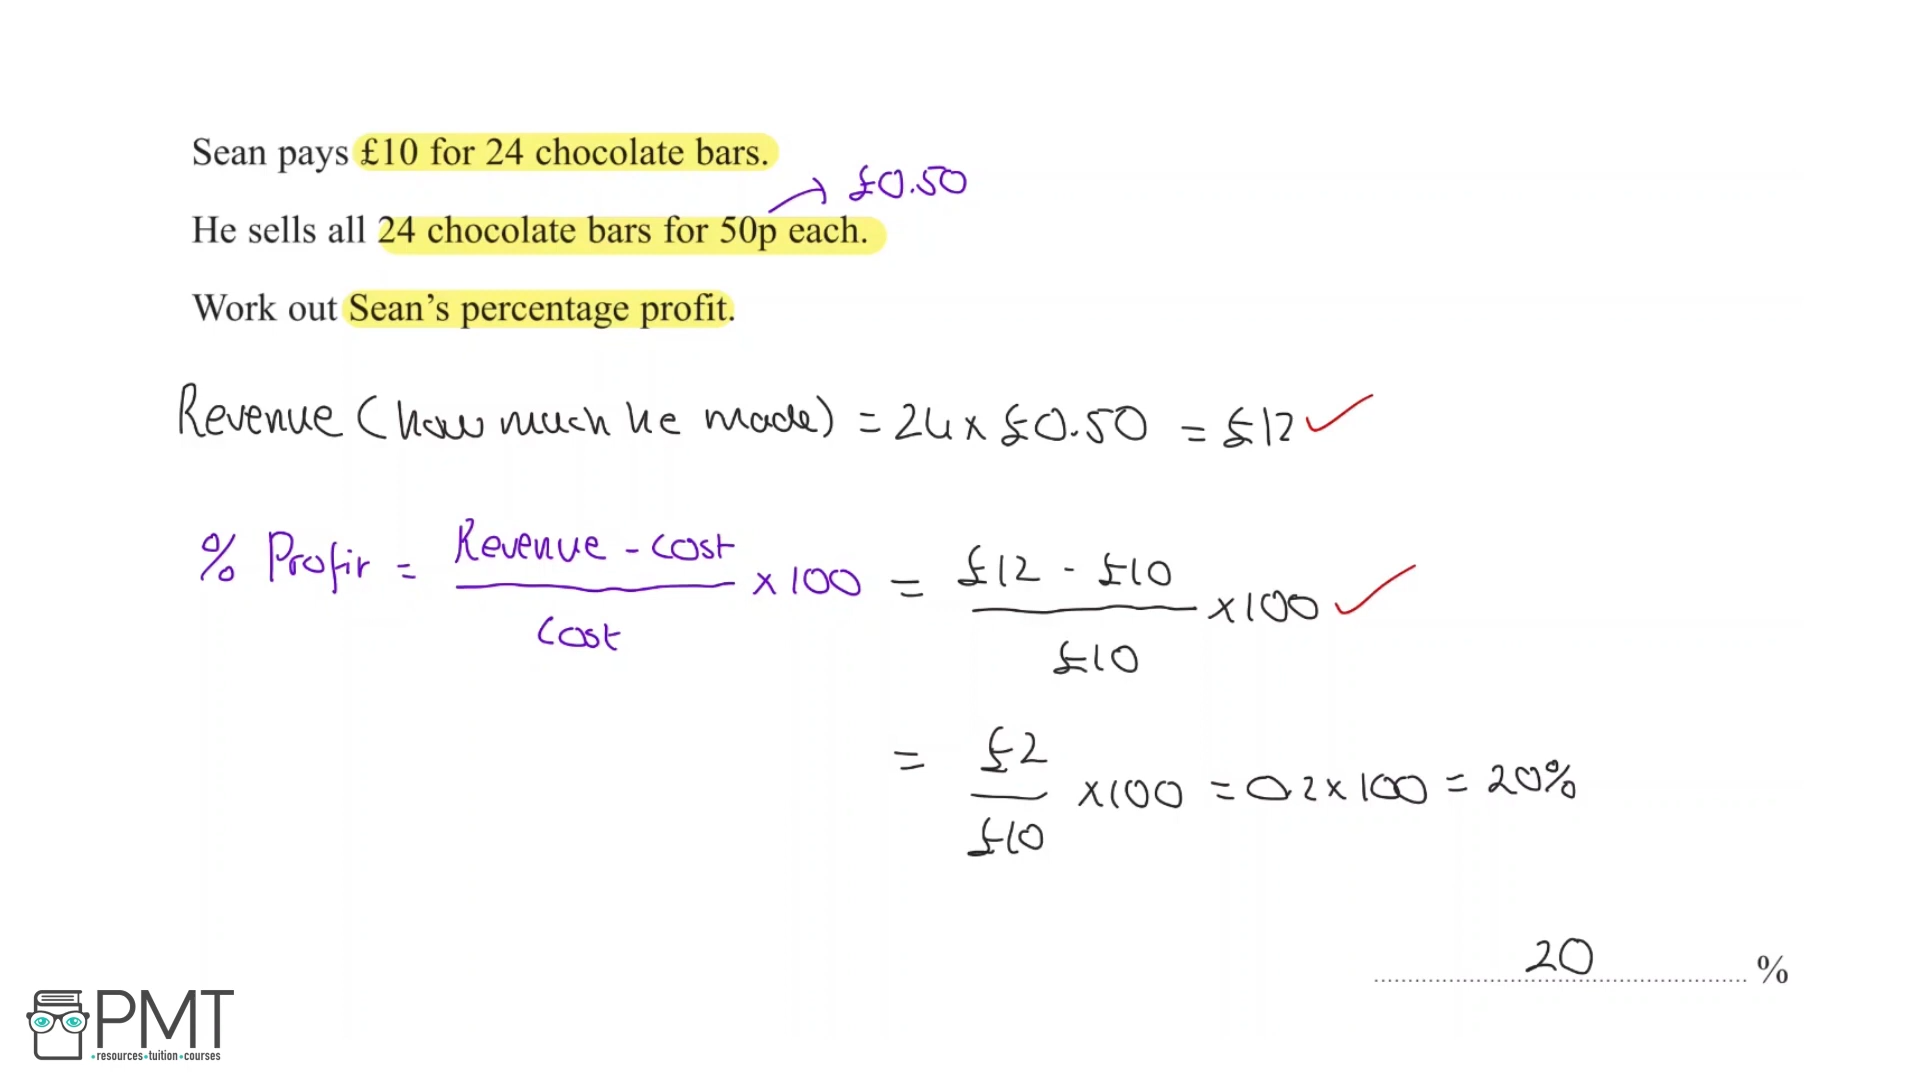 Sean pays £10 for 24 chocolate bars.
→ £0.50
He sells all 24 chocolate bars for 50p each.
Work out Sean’s percentage profit.
Revenue (how much he made) = 24 x £0.50 = £12 ✓
% Profit = Revenue - cost / cost x 100 = £12 - £10 / £10 x 100 ✓
= £2 / £10 x 100 = 0.2 x 100 = 20%
20 %
PMT
• resources • tuition • courses